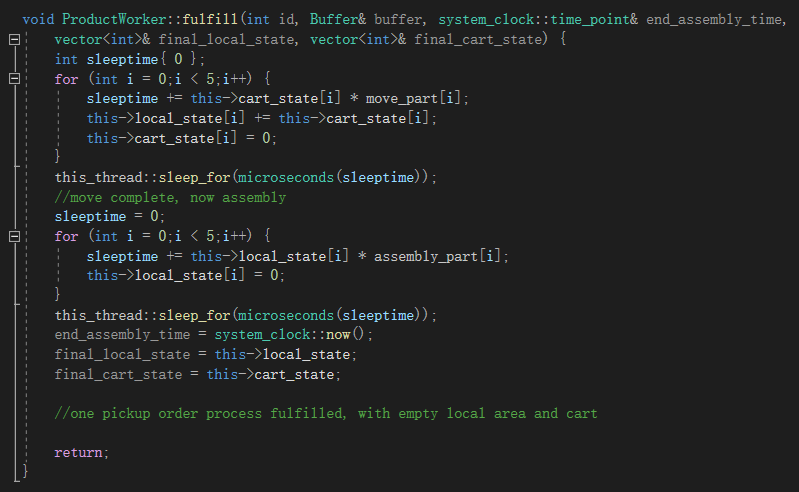 void ProductWorker::fulfill(int id, Buffer& buffer, system_clock::time_point& end_assembly_time,
vector<int>& final_local_state, vector<int>& final_cart_state) {
int sleeptime{ 0 };
for (int i = 0;i < 5;i++) {
sleeptime += this->cart_state[i] * move_part[i];
this->local_state[i] += this->cart_state[i];
this->cart_state[i] = 0;
}
this_thread::sleep_for(microseconds(sleeptime));
//move complete, now assembly
sleeptime = 0;
for (int i = 0;i < 5;i++) {
sleeptime += this->local_state[i] * assembly_part[i];
this->local_state[i] = 0;
}
this_thread::sleep_for(microseconds(sleeptime));
end_assembly_time = system_clock::now();
final_local_state = this->local_state;
final_cart_state = this->cart_state;
//one pickup order process fulfilled, with empty local area and cart
return;
}